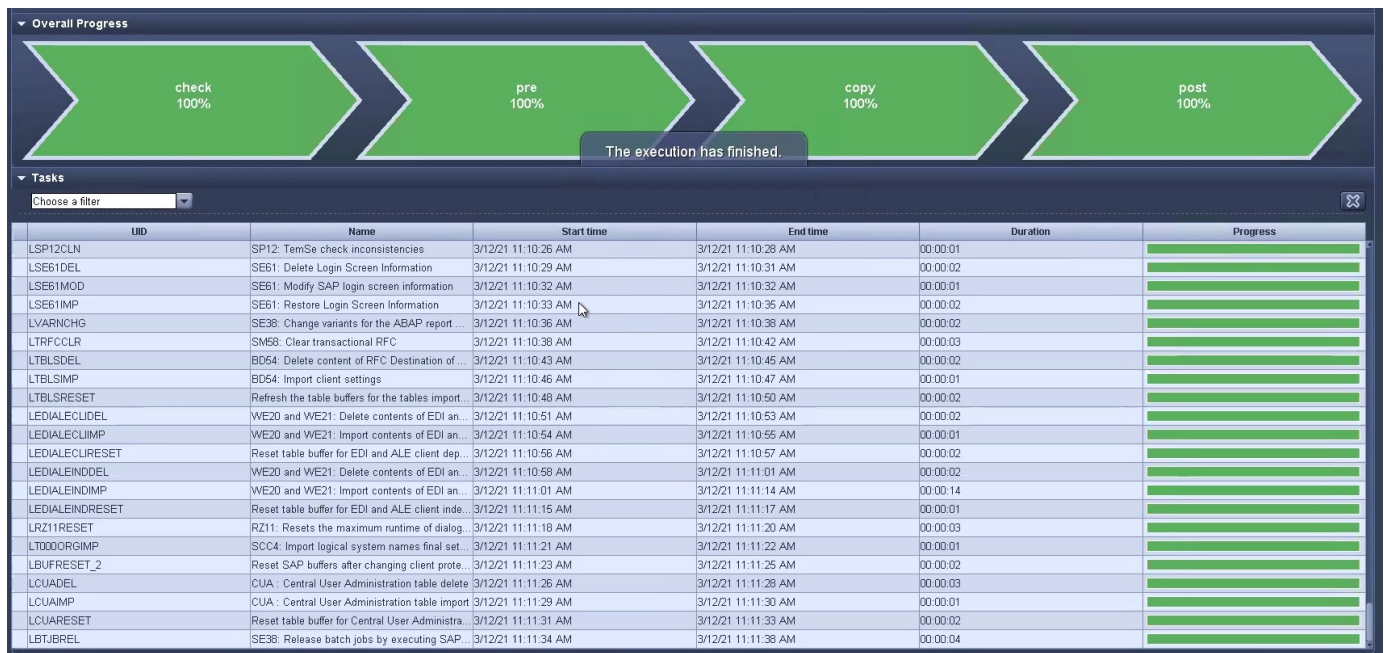 Overall Progress
check
100%
pre
100%
copy
100%
post
100%
The execution has finished.
Tasks
Choose a filter
UID Name Start time End time Duration Progress
LSP12CLN SP12: TemSe check inconsistencies 3/12/21 11:10:26 AM 3/12/21 11:10:28 AM 00:00:01
LSE61DEL SE61: Delete Login Screen Information 3/12/21 11:10:29 AM 3/12/21 11:10:31 AM 00:00:02
LSE61MOD SE61: Modify SAP login screen information 3/12/21 11:10:32 AM 3/12/21 11:10:32 AM 00:00:01
LSE61IMP SE61: Restore Login Screen Information 3/12/21 11:10:33 AM 3/12/21 11:10:35 AM 00:00:02
LVARNCHG SE38: Change variants for the ABAP report ... 3/12/21 11:10:36 AM 3/12/21 11:10:38 AM 00:00:02
LTRFCCLR SM58: Clear transactional RFC 3/12/21 11:10:38 AM 3/12/21 11:10:42 AM 00:00:03
LTBLSDEL BD54: Delete content of RFC Destination of ... 3/12/21 11:10:43 AM 3/12/21 11:10:45 AM 00:00:02
LTBLSIMP BD54: Import client settings 3/12/21 11:10:46 AM 3/12/21 11:10:47 AM 00:00:01
LTBLSRESET Refresh the table buffers for the tables import... 3/12/21 11:10:48 AM 3/12/21 11:10:50 AM 00:00:02
LEDIALECLIDEL WE20 and WE21: Delete contents of EDI an... 3/12/21 11:10:51 AM 3/12/21 11:10:53 AM 00:00:02
LEDIALECLIIMP WE20 and WE21: Import contents of EDI an... 3/12/21 11:10:54 AM 3/12/21 11:10:55 AM 00:00:01
LEDIALECLIRESET Reset table buffer for EDI and ALE client dep... 3/12/21 11:10:56 AM 3/12/21 11:10:57 AM 00:00:02
LEDIALEINDDEL WE20 and WE21: Delete contents of EDI an... 3/12/21 11:10:58 AM 3/12/21 11:11:01 AM 00:00:02
LEDIALEINDIMP WE20 and WE21: Import contents of EDI an... 3/12/21 11:11:01 AM 3/12/21 11:11:14 AM 00:00:14
LEDIALEINDRESET Reset table buffer for EDI and ALE client inde... 3/12/21 11:11:15 AM 3/12/21 11:11:17 AM 00:00:01
LRZ11RESET RZ11: Resets the maximum runtime of dialog... 3/12/21 11:11:18 AM 3/12/21 11:11:20 AM 00:00:03
LT000ORGIMP SCC4: Import logical system names final set... 3/12/21 11:11:21 AM 3/12/21 11:11:22 AM 00:00:01
LBUFRESET_2 Reset SAP buffers after changing client prote... 3/12/21 11:11:23 AM 3/12/21 11:11:25 AM 00:00:02
LCUADEL CUA : Central User Administration table delete 3/12/21 11:11:26 AM 3/12/21 11:11:28 AM 00:00:03
LCUAIMP CUA : Central User Administration table import 3/12/21 11:11:29 AM 3/12/21 11:11:30 AM 00:00:01
LCUARESET Reset table buffer for Central User Administra... 3/12/21 11:11:31 AM 3/12/21 11:11:33 AM 00:00:02
LBTJBREL SE38: Release batch jobs by executing SAP... 3/12/21 11:11:34 AM 3/12/21 11:11:38 AM 00:00:04